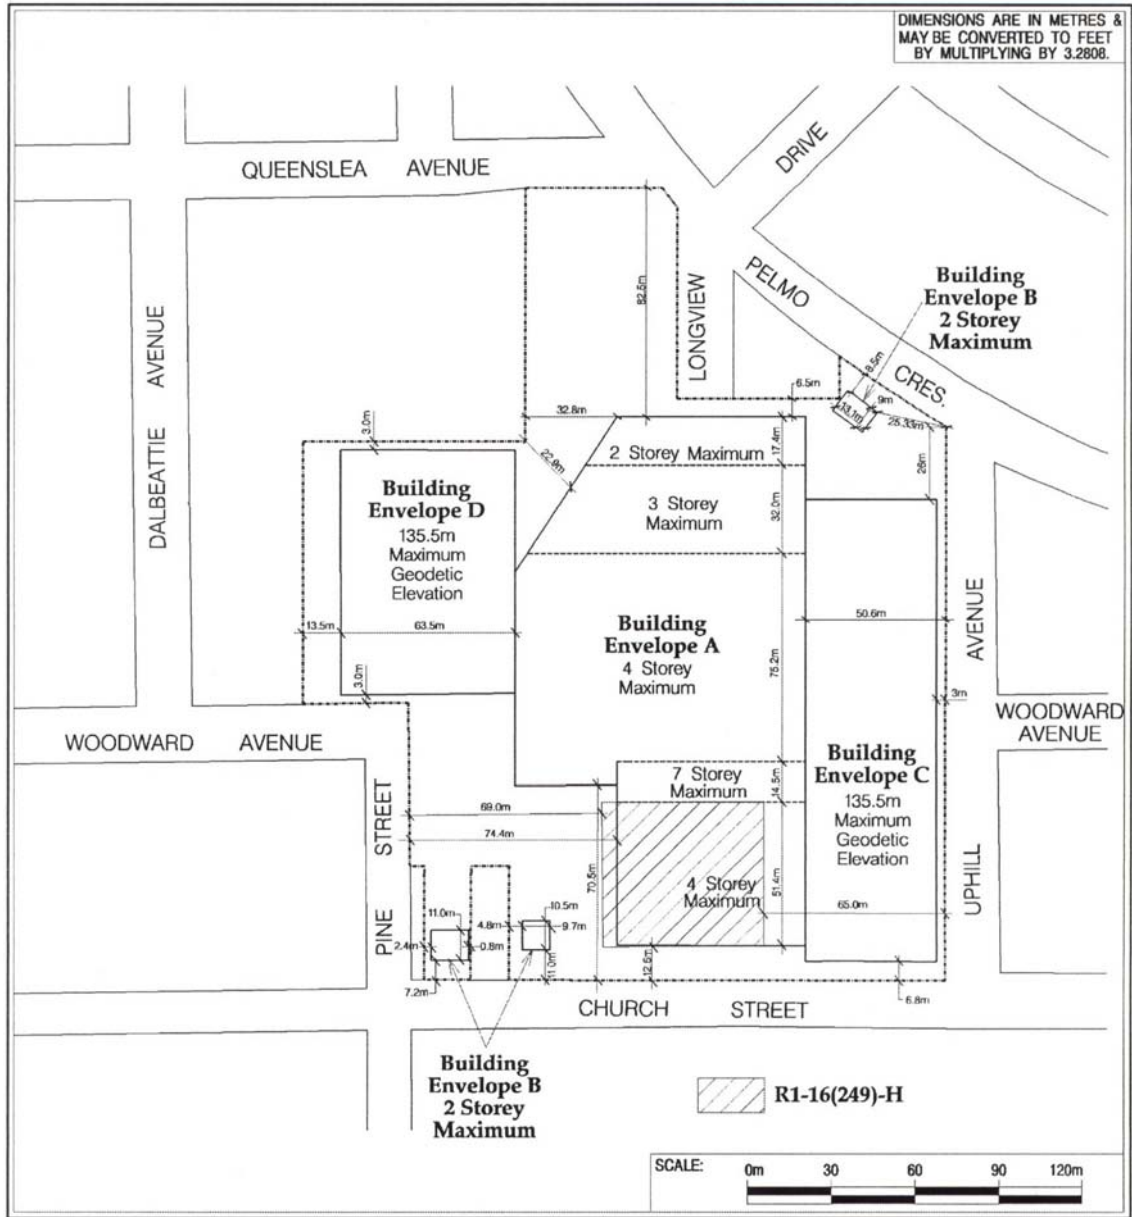 DIMENSIONS ARE IN METRES &
MAY BE CONVERTED TO FEET
BY MULTIPLYING BY 3.2808.
QUEENSLEA AVENUE
DRIVE
PELMO
CRES.
LONGVIEW
DALBEATTIE AVENUE
Building
Envelope B
2 Storey
Maximum
82.5m
8.5m
6.5m
9m
13.1m
25.33m
26m
32.8m
22.9m
3.0m
17.4m
2 Storey Maximum
32.0m
3 Storey
Maximum
Building
Envelope D
135.5m
Maximum
Geodetic
Elevation
13.5m
63.5m
3.0m
Building
Envelope A
4 Storey
Maximum
75.2m
50.6m
3m
AVENUE
UPHILL
WOODWARD
AVENUE
WOODWARD AVENUE
Building
Envelope C
135.5m
Maximum
Geodetic
Elevation
65.0m
7 Storey
Maximum
14.5m
4 Storey
Maximum
51.4m
69.0m
74.4m
70.5m
STREET
PINE
11.0m
2.4m
0.8m
7.2m
4.8m
10.5m
9.7m
11.0m
12.6m
6.8m
CHURCH STREET
Building
Envelope B
2 Storey
Maximum
R1-16(249)-H
SCALE:
0m 30 60 90 120m